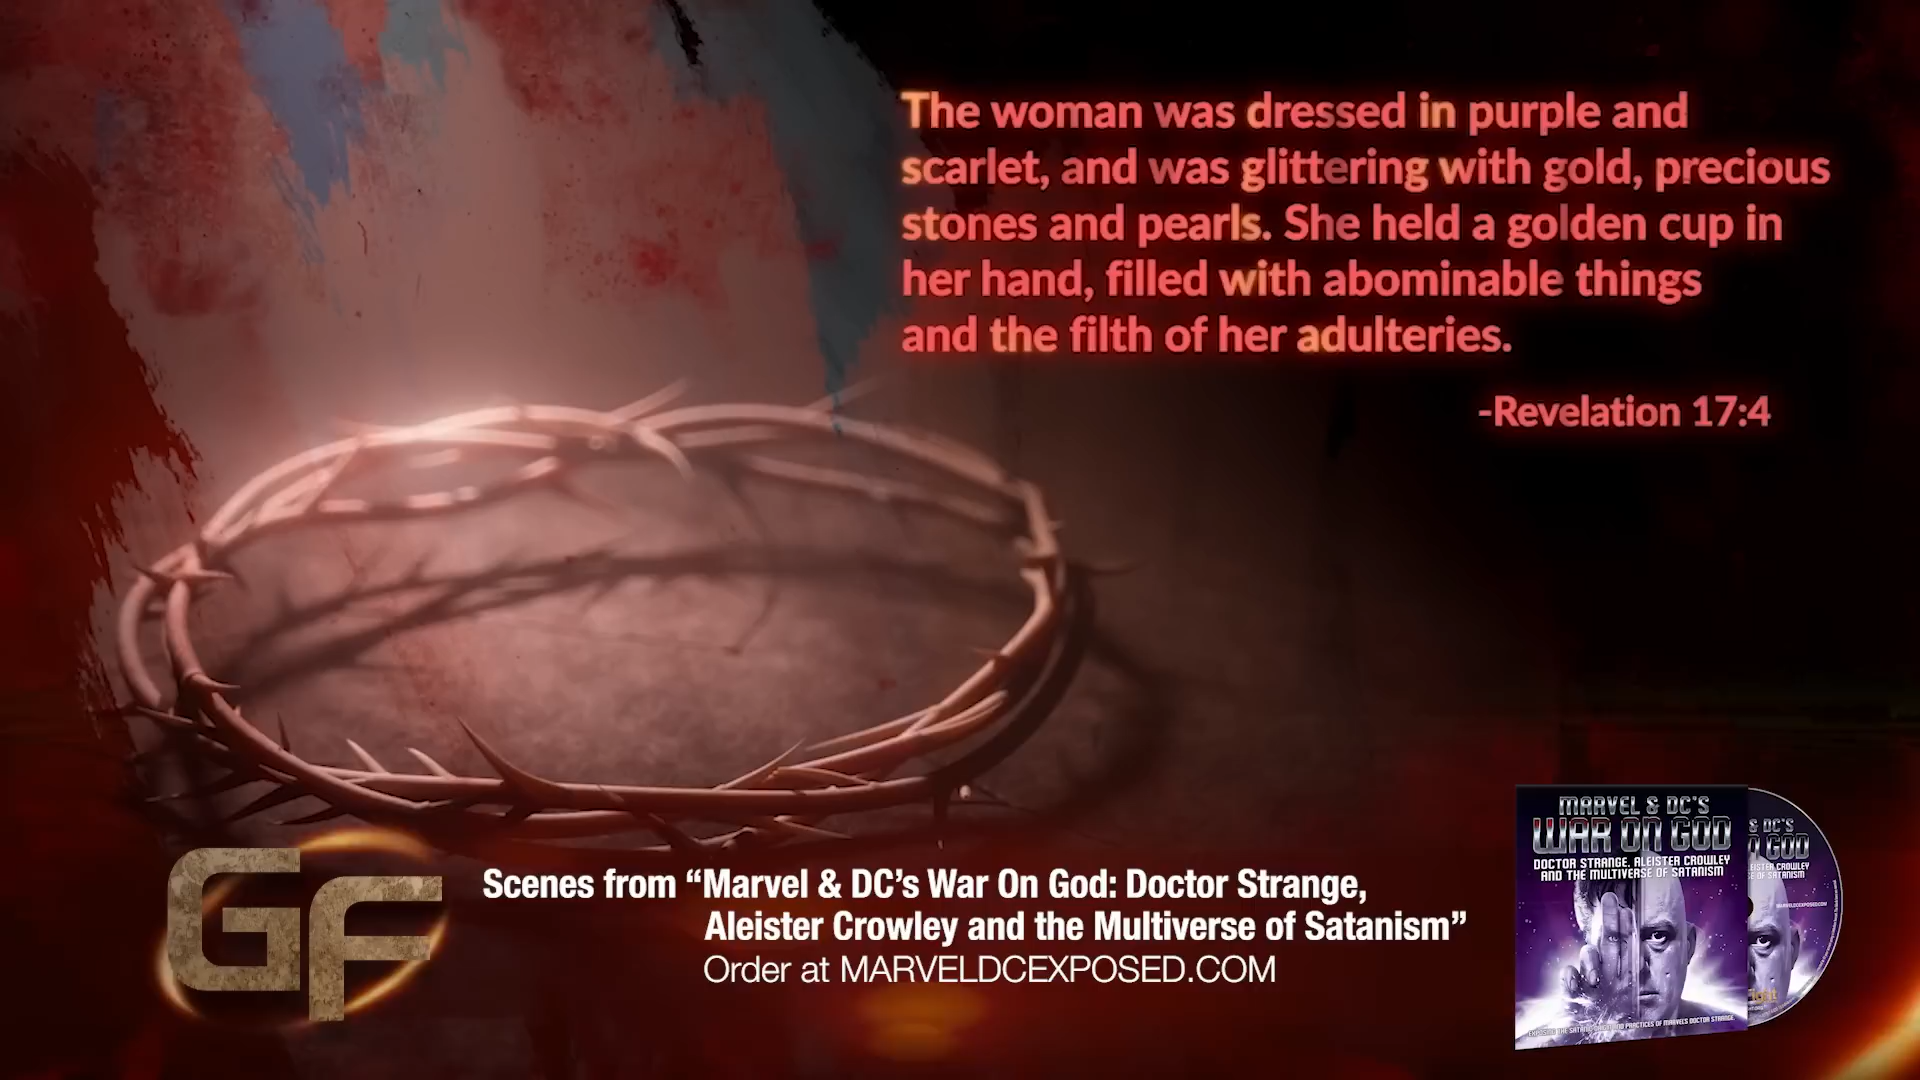 The woman was dressed in purple and
scarlet, and was glittering with gold, precious
stones and pearls. She held a golden cup in
her hand, filled with abominable things
and the filth of her adulteries.
-Revelation 17:4
GF
Scenes from “Marvel & DC’s War On God: Doctor Strange,
Aleister Crowley and the Multiverse of Satanism”
Order at MARVELDCEXPOSED.COM
MARVEL & DC'S
WAR ON GOD
DOCTOR STRANGE, ALEISTER CROWLEY
AND THE MULTIVERSE OF SATANISM